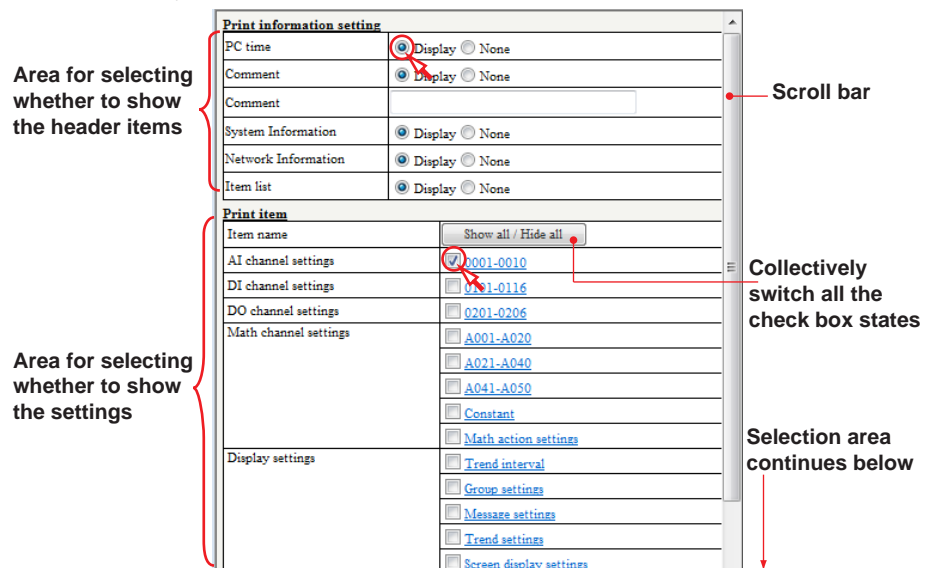 Print information setting
PC time
Display None
Comment
Display None
Comment
System Information
Display None
Network Information
Display None
Item list
Display None
Print item
Item name
Show all / Hide all
AI channel settings
0001-0010
DI channel settings
0101-0116
DO channel settings
0201-0206
Math channel settings
A001-A020
A021-A040
A041-A050
Constant
Math action settings
Display settings
Trend interval
Group settings
Message settings
Trend settings
Screen display settings
Area for selecting
whether to show
the header items
Area for selecting
whether to show
the settings
Scroll bar
Collectively
switch all the
check box states
Selection area
continues below